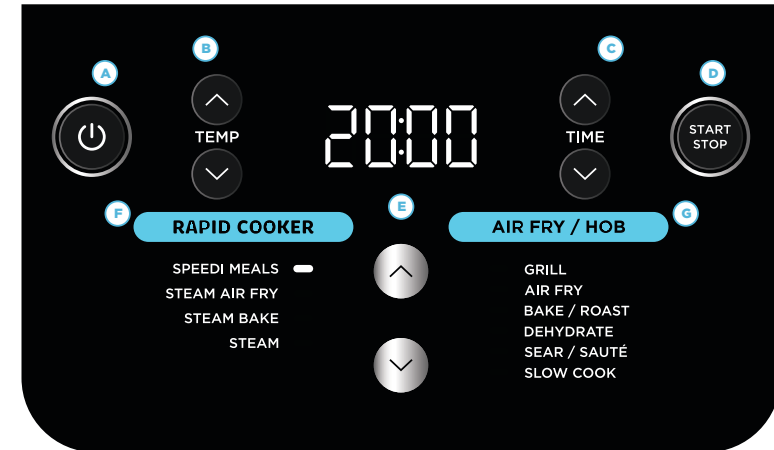 A
B
C
D
TEMP
20:00
TIME
START
STOP
F
E
G
RAPID COOKER
AIR FRY / HOB
SPEEDI MEALS
STEAM AIR FRY
STEAM BAKE
STEAM
GRILL
AIR FRY
BAKE / ROAST
DEHYDRATE
SEAR / SAUTÉ
SLOW COOK